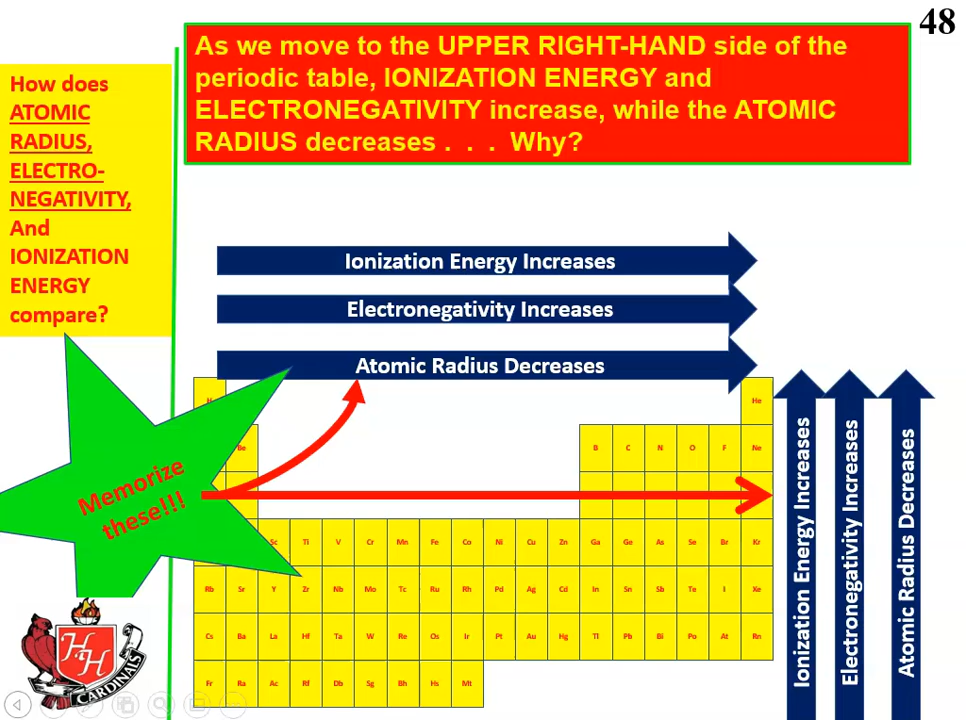 48
As we move to the UPPER RIGHT-HAND side of the
periodic table, IONIZATION ENERGY and
ELECTRONEGATIVITY increase, while the ATOMIC
RADIUS decreases . . . Why?
How does
ATOMIC
RADIUS,
ELECTRO-
NEGATIVITY,
And
IONIZATION
ENERGY
compare?
Ionization Energy Increases
Electronegativity Increases
Atomic Radius Decreases
Memorize
these!!!
He
Be B C N O F Ne
Sc Ti V Cr Mn Fe Co Ni Cu Zn Ga Ge As Se Br Kr
Rb Sr Y Zr Nb Mo Tc Ru Rh Pd Ag Cd In Sn Sb Te I Xe
Cs Ba La Hf Ta W Re Os Ir Pt Au Hg Tl Pb Bi Po At Rn
Fr Ra Ac Rf Db Sg Bh Hs Mt
Ionization Energy Increases
Electronegativity Increases
Atomic Radius Decreases
HH
CARDINALS